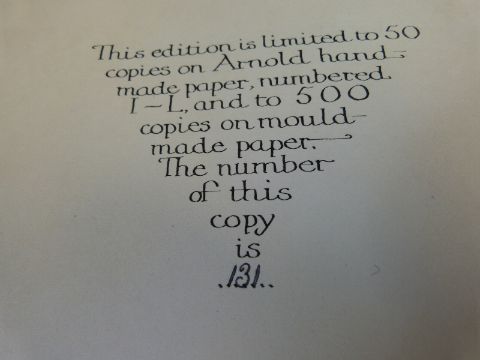 This edition is limited to 50
copies on Arnold hand-
made paper, numbered
I-L, and to 500
copies on mould-
made paper.
The number
of this
copy
is
.131..